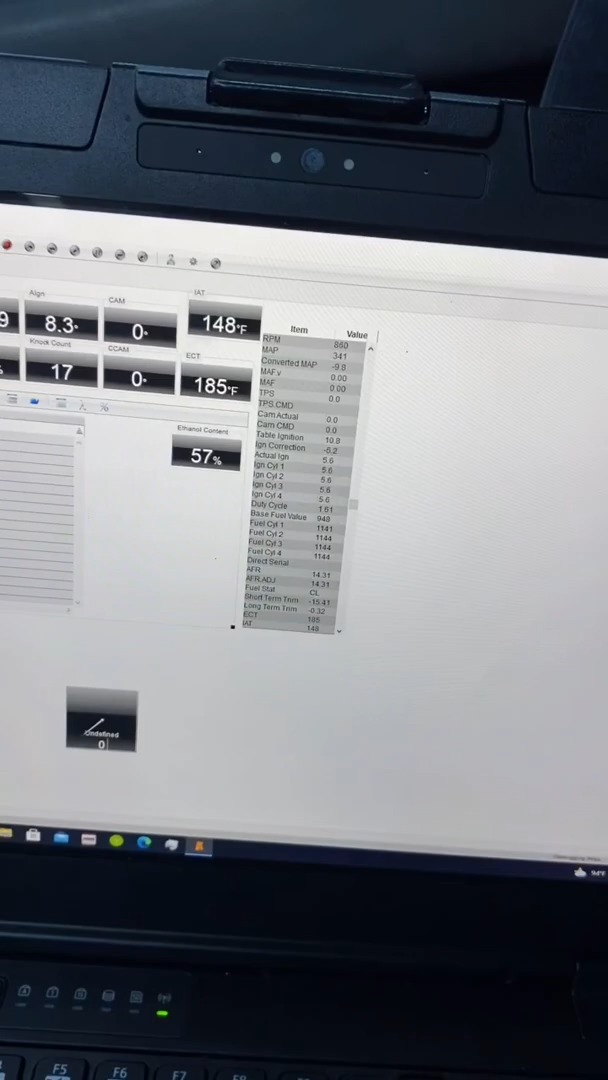 Algn
CAM
IAT
9
8.3°
0°
148°F
Knock Count
CCAM
ECT
%
17
0°
185°F
Ethanol Content
57%
Item Value
RPM 860
MAP 341
Converted MAP -9.8
MAF.v 0.00
MAF 0.00
TPS 0.0
TPS.CMD
Cam Actual 0.0
Cam CMD 0.0
Table Ignition 10.8
Ign Correction -5.2
Actual Ign 5.6
Ign Cyl 1 5.6
Ign Cyl 2 5.6
Ign Cyl 3 5.6
Ign Cyl 4 5.6
Duty Cycle 1.61
Base Fuel Value 948
Fuel Cyl 1 1141
Fuel Cyl 2 1144
Fuel Cyl 3 1144
Fuel Cyl 4 1144
Direct Serial
AFR 14.31
AFR.ADJ 14.31
Fuel Stat CL
Short Term Trim -15.41
Long Term Trim -0.32
ECT 185
IAT 148
Undefined
0
94°F
F5
F6
F7
F8